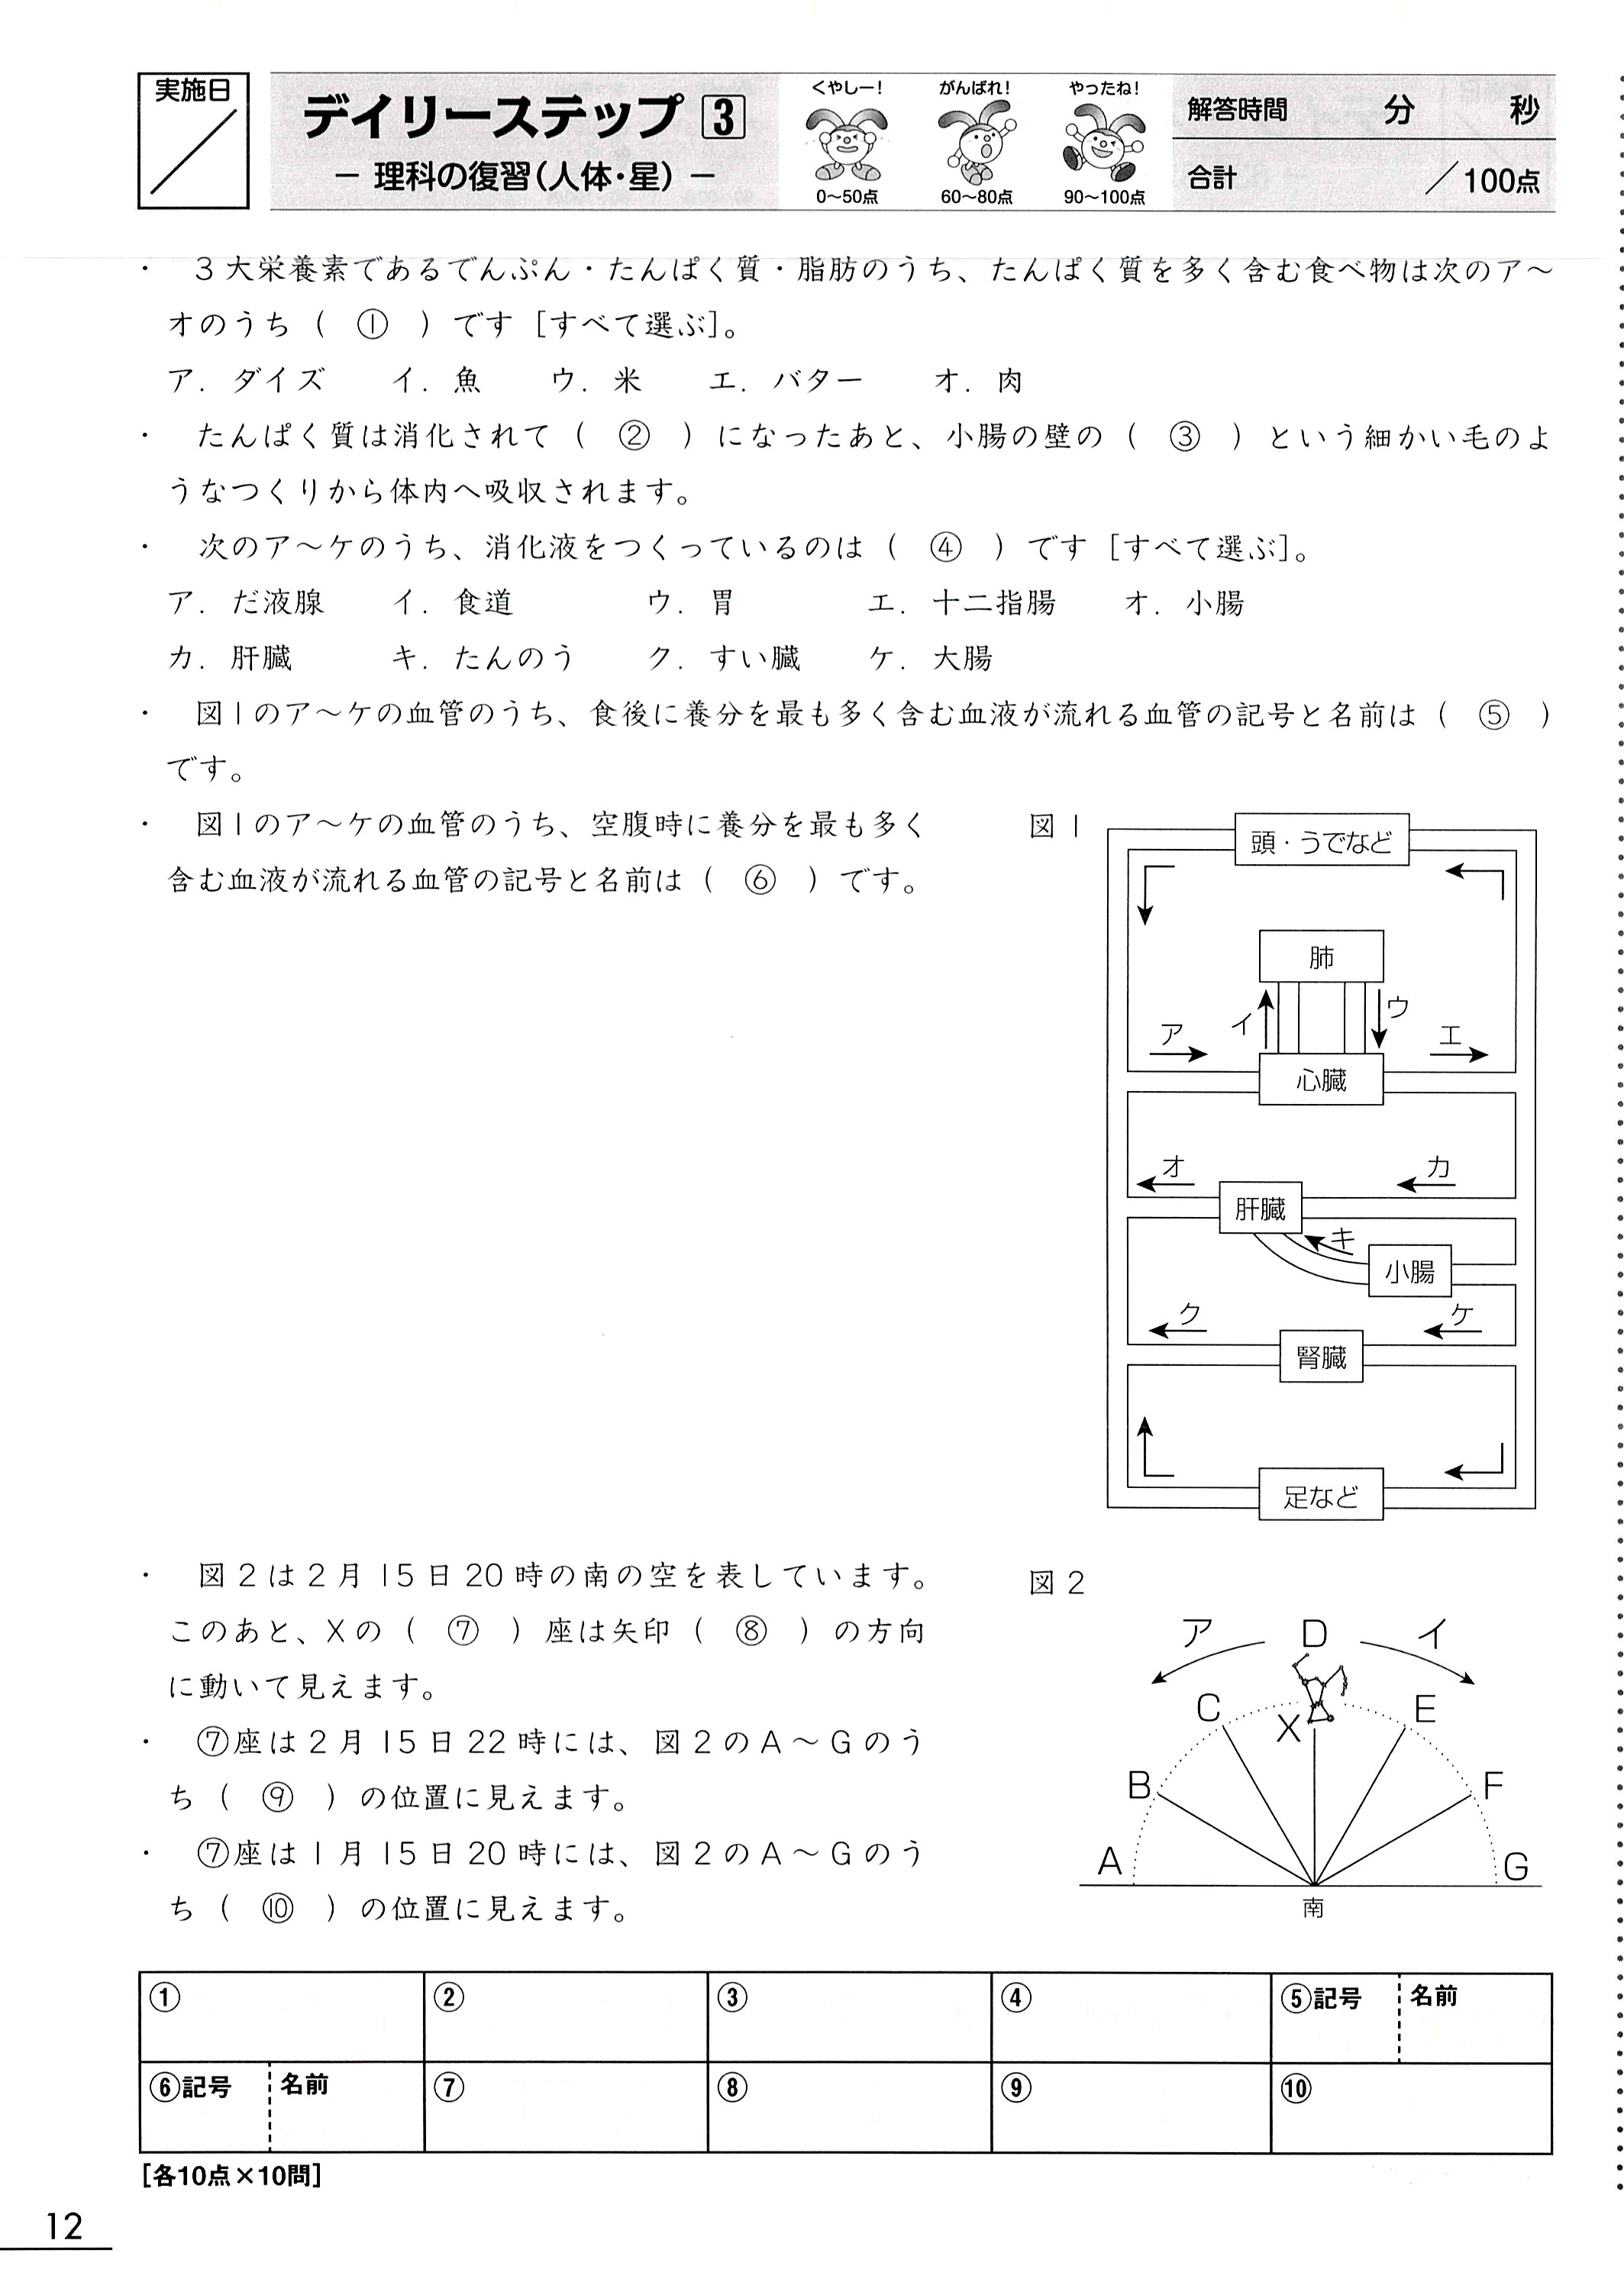 実施日
デイリーステップ 3
− 理科の復習(人体・星) −
くやしー!
0〜50点
がんばれ!
60〜80点
やったね!
90〜100点
解答時間 分 秒
合計 /100点
・ 3大栄養素であるでんぷん・たんぱく質・脂肪のうち、たんぱく質を多く含む食べ物は次のア〜
オのうち( ① )です[すべて選ぶ]。
ア.ダイズ イ.魚 ウ.米 エ.バター オ.肉
・ たんぱく質は消化されて( ② )になったあと、小腸の壁の( ③ )という細かい毛のよ
うなつくりから体内へ吸収されます。
・ 次のア〜ケのうち、消化液をつくっているのは( ④ )です[すべて選ぶ]。
ア.だ液腺 イ.食道 ウ.胃 エ.十二指腸 オ.小腸
カ.肝臓 キ.たんのう ク.すい臓 ケ.大腸
・ 図1のア〜ケの血管のうち、食後に養分を最も多く含む血液が流れる血管の記号と名前は( ⑤ )
です。
・ 図1のア〜ケの血管のうち、空腹時に養分を最も多く
含む血液が流れる血管の記号と名前は( ⑥ )です。
図1
頭・うでなど
肺
ア
イ
ウ
エ
心臓
オ
カ
肝臓
キ
小腸
ク
ケ
腎臓
足など
・ 図2は2月15日20時の南の空を表しています。
このあと、Xの( ⑦ )座は矢印( ⑧ )の方向
に動いて見えます。
・ ⑦座は2月15日22時には、図2のA〜Gのう
ち( ⑨ )の位置に見えます。
・ ⑦座は1月15日20時には、図2のA〜Gのう
ち( ⑩ )の位置に見えます。
図2
ア D イ
C X E
B F
A G
南
① ② ③ ④ ⑤記号 名前
⑥記号 名前 ⑦ ⑧ ⑨ ⑩
[各10点×10問]
12